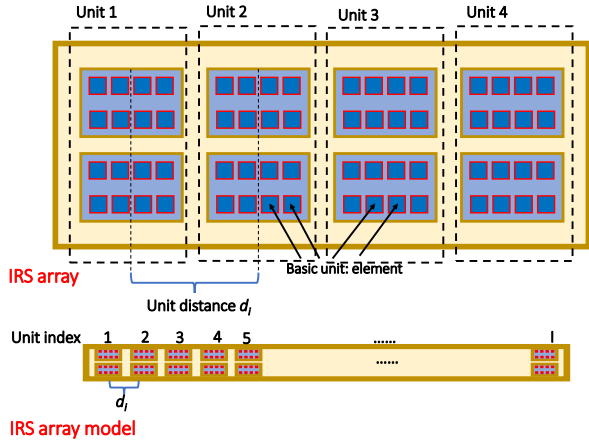 Unit 1 Unit 2 Unit 3 Unit 4
Basic unit: element
IRS array
Unit distance dI
Unit index 1 2 3 4 5 ...... I
......
dI
IRS array model